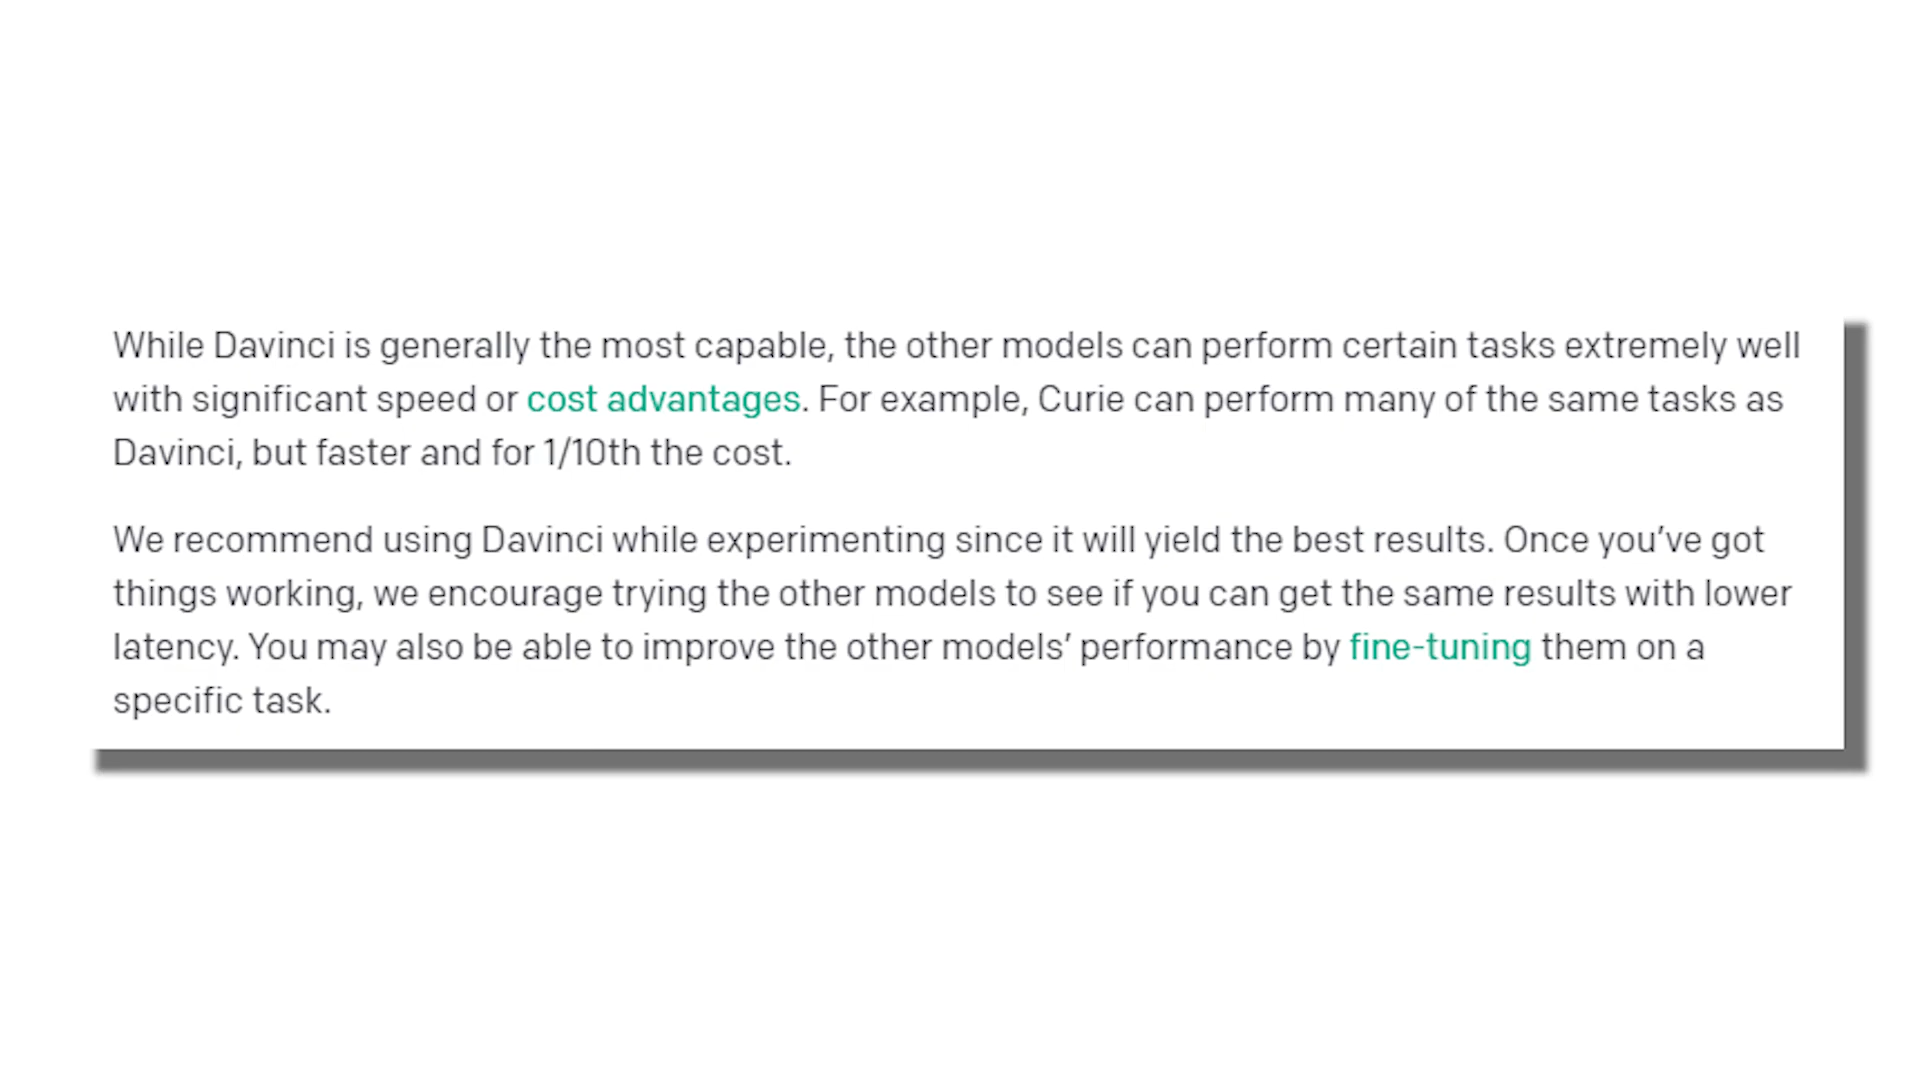 While Davinci is generally the most capable, the other models can perform certain tasks extremely well
with significant speed or cost advantages. For example, Curie can perform many of the same tasks as
Davinci, but faster and for 1/10th the cost.
We recommend using Davinci while experimenting since it will yield the best results. Once you’ve got
things working, we encourage trying the other models to see if you can get the same results with lower
latency. You may also be able to improve the other models’ performance by fine-tuning them on a
specific task.